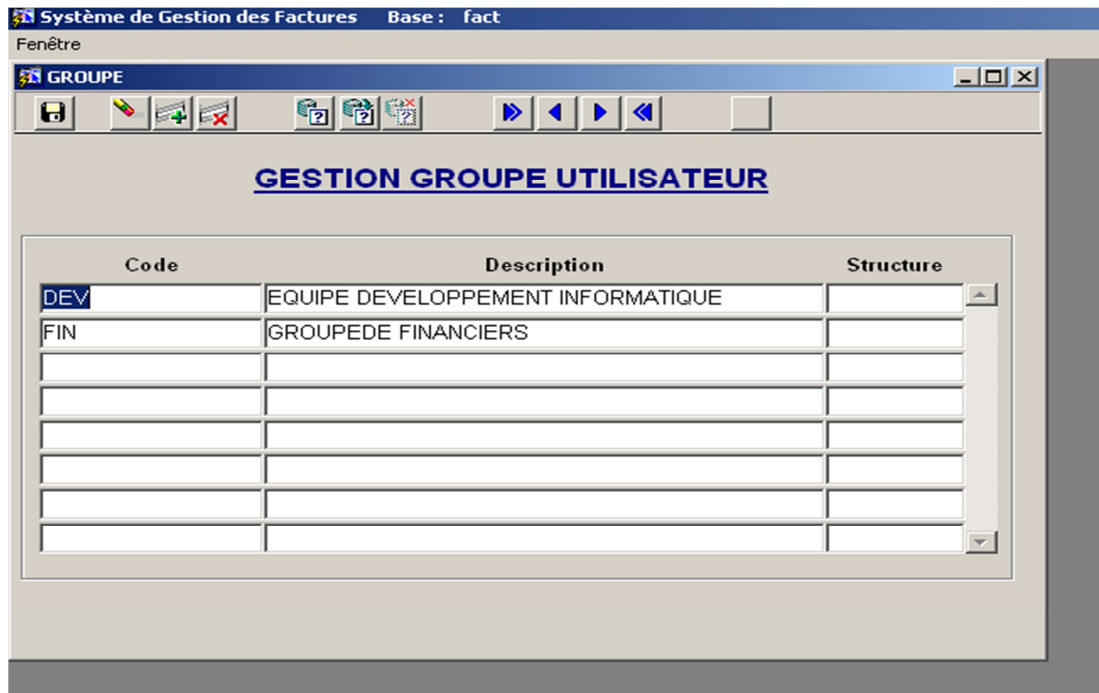 Système de Gestion des Factures Base : fact
Fenêtre
GROUPE
GESTION GROUPE UTILISATEUR
Code Description Structure
DEV EQUIPE DEVELOPPEMENT INFORMATIQUE
FIN GROUPEDE FINANCIERS